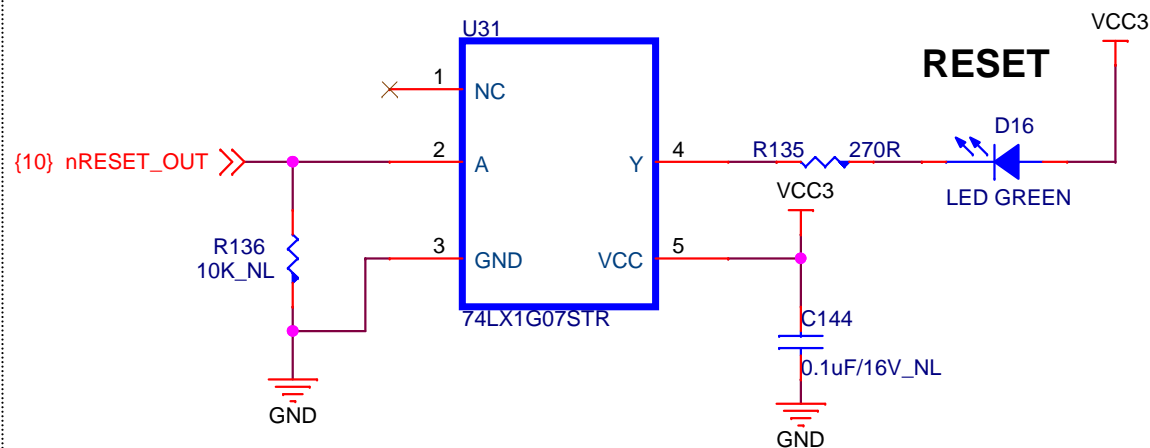 U31
VCC3
RESET
1
NC
D16
{10} nRESET_OUT
2
A
Y
4
R135
270R
LED GREEN
VCC3
R136
10K_NL
3
GND
VCC
5
74LX1G07STR
C144
0.1uF/16V_NL
GND
GND